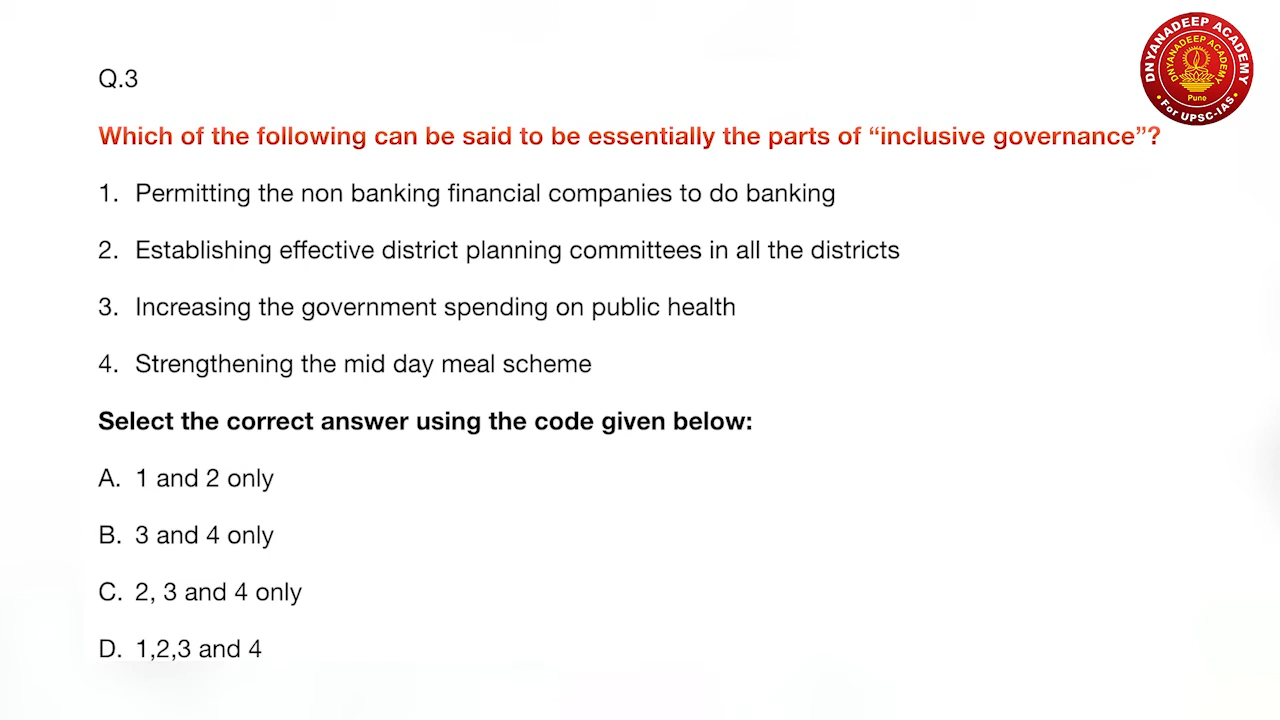 Q.3
Which of the following can be said to be essentially the parts of “inclusive governance”?
1. Permitting the non banking financial companies to do banking
2. Establishing effective district planning committees in all the districts
3. Increasing the government spending on public health
4. Strengthening the mid day meal scheme
Select the correct answer using the code given below:
A. 1 and 2 only
B. 3 and 4 only
C. 2, 3 and 4 only
D. 1,2,3 and 4
DNYANADEEP ACADEMY
DNYANADEEP ACADEMY
Pune
• For UPSC-IAS •